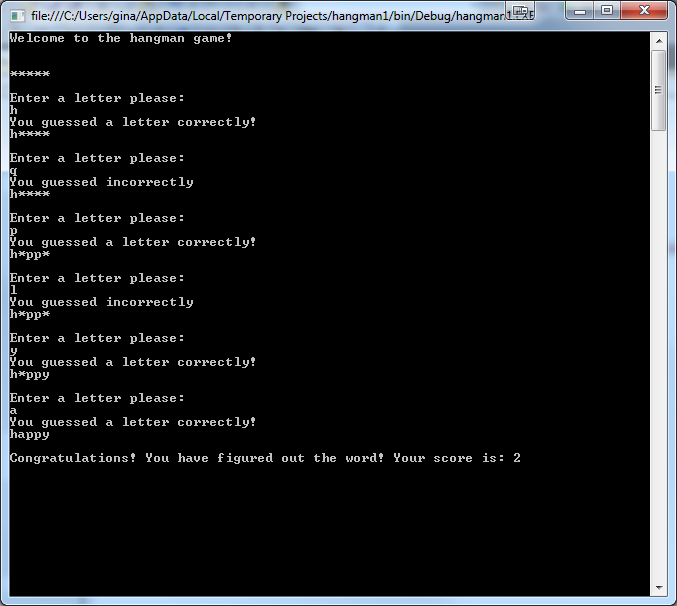 file:///C:/Users/gina/AppData/Local/Temporary Projects/hangman1/bin/Debug/hangman1.EXE
Welcome to the hangman game!
*****
Enter a letter please:
h
You guessed a letter correctly!
h****
Enter a letter please:
q
You guessed incorrectly
h****
Enter a letter please:
p
You guessed a letter correctly!
h*pp*
Enter a letter please:
l
You guessed incorrectly
h*pp*
Enter a letter please:
y
You guessed a letter correctly!
h*ppy
Enter a letter please:
a
You guessed a letter correctly!
happy
Congratulations! You have figured out the word! Your score is: 2